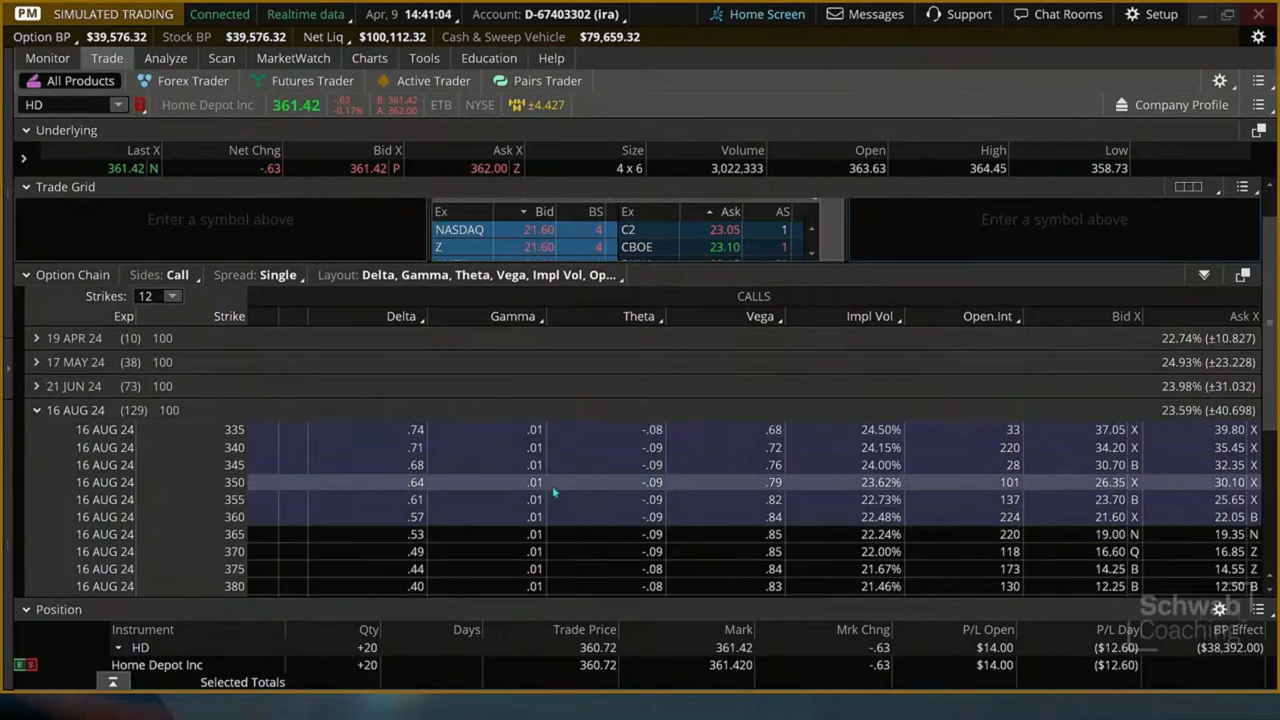 PM SIMULATED TRADING Connected Realtime data Apr, 9 14:41:04 Account: D-67403302 (ira) Home Screen Messages Support Chat Rooms Setup
Option BP $39,576.32 Stock BP $39,576.32 Net Liq $100,112.32 Cash & Sweep Vehicle $79,659.32
Monitor Trade Analyze Scan MarketWatch Charts Tools Education Help
All Products Forex Trader Futures Trader Active Trader Pairs Trader
HD 1 Home Depot Inc 361.42 -.63 -0.17% B: 361.42 A: 362.00 ETB NYSE ±4.427 Company Profile
Underlying
Last X Net Chng Bid X Ask X Size Volume Open High Low
361.42 N -.63 361.42 P 362.00 Z 4 x 6 3,022,333 363.63 364.45 358.73
Trade Grid
Enter a symbol above Ex Bid BS Ex Ask AS Enter a symbol above
NASDAQ 21.60 4 C2 23.05 1
Z 21.60 4 CBOE 23.10 1
Option Chain Sides: Call Spread: Single Layout: Delta, Gamma, Theta, Vega, Impl Vol, Op...
Strikes: 12 CALLS
Exp Strike Delta Gamma Theta Vega Impl Vol Open.Int Bid X Ask X
19 APR 24 (10) 100 22.74% (±10.827)
17 MAY 24 (38) 100 24.93% (±23.228)
21 JUN 24 (73) 100 23.98% (±31.032)
16 AUG 24 (129) 100 23.59% (±40.698)
16 AUG 24 335 .74 .01 -.08 .68 24.50% 33 37.05 X 39.80 X
16 AUG 24 340 .71 .01 -.09 .72 24.15% 220 34.20 X 35.45 X
16 AUG 24 345 .68 .01 -.09 .76 24.00% 28 30.70 B 32.35 X
16 AUG 24 350 .64 .01 -.09 .79 23.62% 101 26.35 X 30.10 X
16 AUG 24 355 .61 .01 -.09 .82 22.73% 137 23.70 B 25.65 X
16 AUG 24 360 .57 .01 -.09 .84 22.48% 224 21.60 X 22.05 B
16 AUG 24 365 .53 .01 -.09 .85 22.24% 220 19.00 N 19.35 N
16 AUG 24 370 .49 .01 -.09 .85 22.00% 118 16.60 Q 16.85 Z
16 AUG 24 375 .44 .01 -.09 .84 21.67% 173 14.25 B 14.55 Z
16 AUG 24 380 .40 .01 -.08 .83 21.46% 130 12.25 B 12.50 B
Schwab
Coaching
Position
Instrument Qty Days Trade Price Mark Mrk Chng P/L Open P/L Day BP Effect
HD +20 360.72 361.42 -.63 $14.00 ($12.60) ($38,392.00)
B S Home Depot Inc +20 360.72 361.420 -.63 $14.00 ($12.60)
Selected Totals